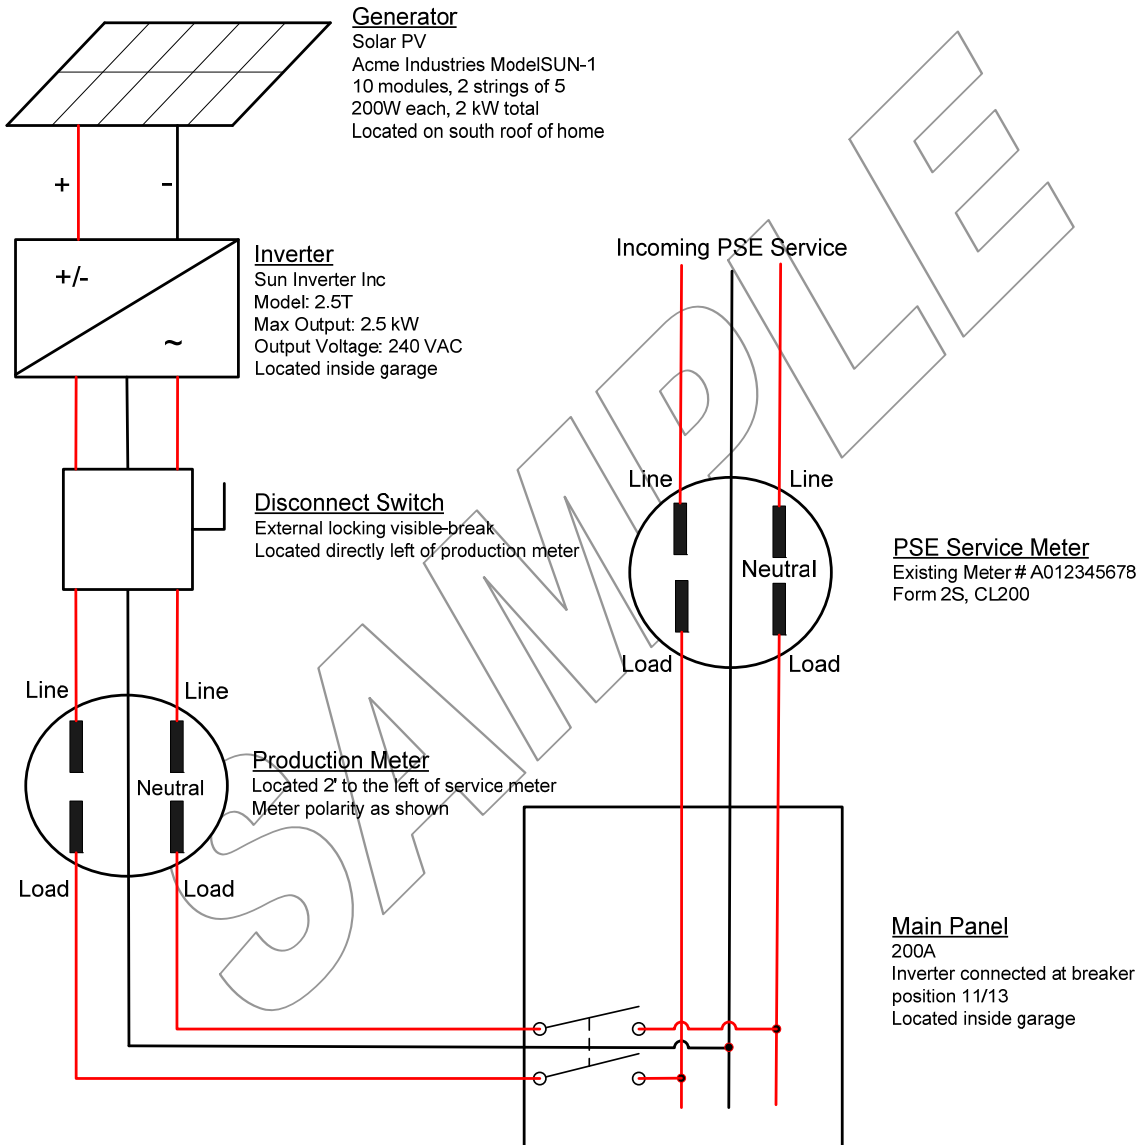 Generator
Solar PV
Acme Industries ModelSUN-1
10 modules, 2 strings of 5
200W each, 2 kW total
Located on south roof of home
+
-
+/-
~
Inverter
Sun Inverter Inc
Model: 2.5T
Max Output: 2.5 kW
Output Voltage: 240 VAC
Located inside garage
Incoming PSE Service
Disconnect Switch
External locking visible-break
Located directly left of production meter
Line
Line
Neutral
Load
Load
PSE Service Meter
Existing Meter # A012345678
Form 2S, CL200
Line
Line
Neutral
Load
Load
Production Meter
Located 2' to the left of service meter
Meter polarity as shown
Main Panel
200A
Inverter connected at breaker
position 11/13
Located inside garage
SAMPLE